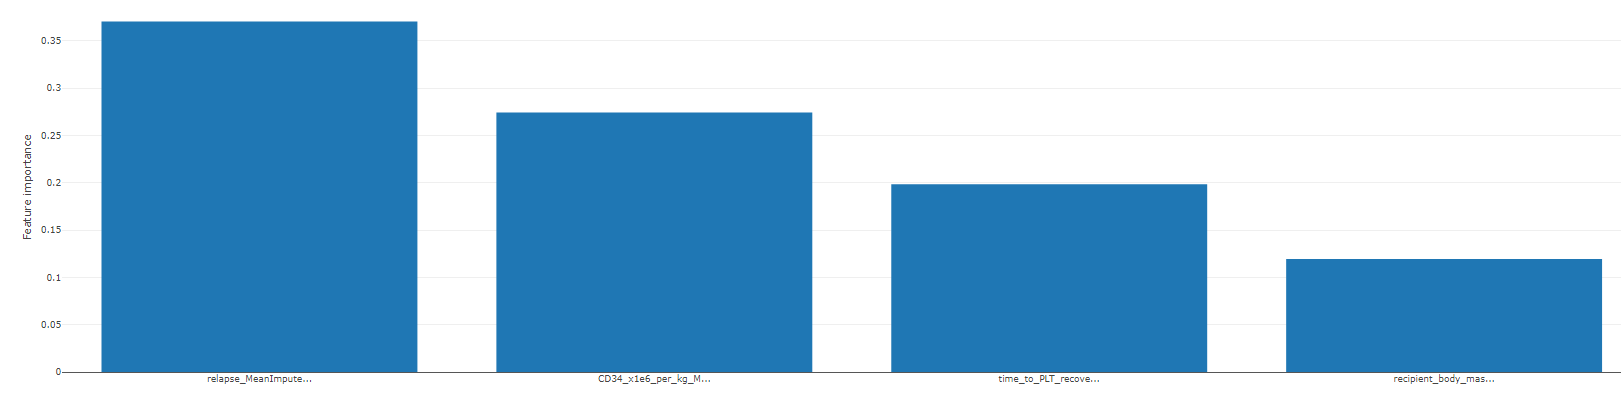 Feature importance
0.35
0.3
0.25
0.2
0.15
0.1
0.05
0
relapse_MeanImpute...
CD34_x1e6_per_kg_M...
time_to_PLT_recove...
recipient_body_mas...